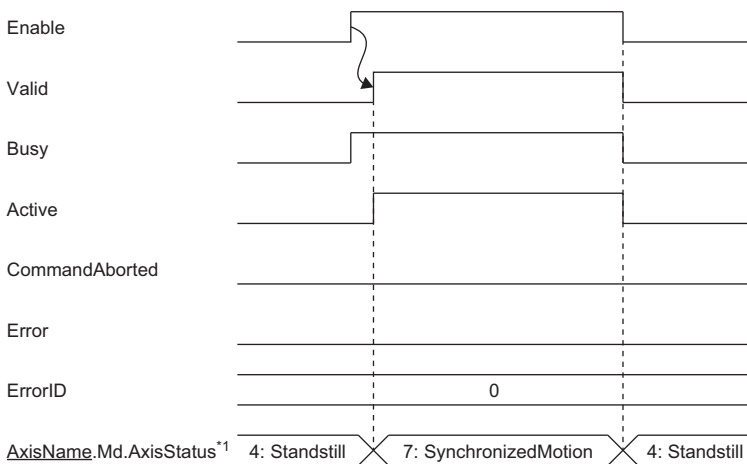 Enable
Valid
Busy
Active
CommandAborted
Error
ErrorID 0
AxisName.Md.AxisStatus*1 4: Standstill 7: SynchronizedMotion 4: Standstill